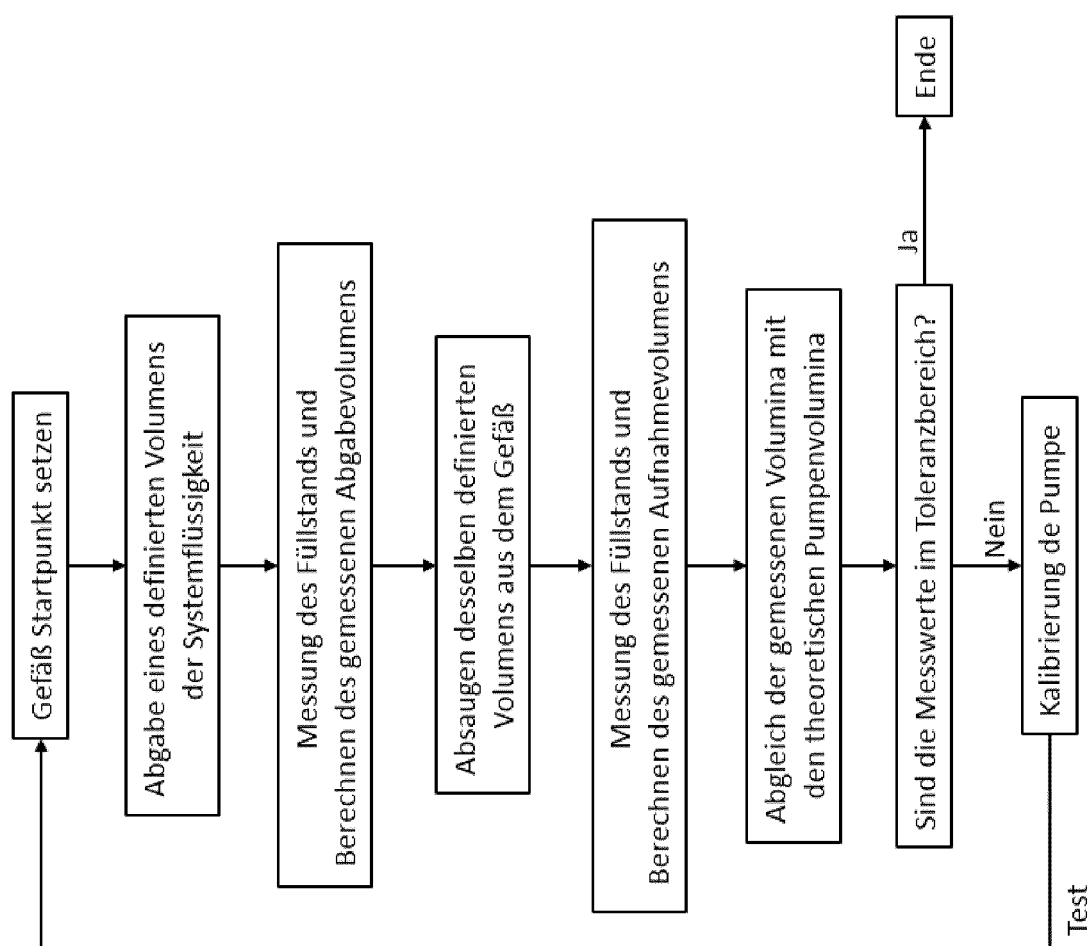 Gefäß Startpunkt setzen
Abgabe eines definierten Volumens
der Systemflüssigkeit
Messung des Füllstands und
Berechnen des gemessenen Abgabevolumens
Absaugen desselben definierten
Volumens aus dem Gefäß
Messung des Füllstands und
Berechnen des gemessenen Aufnahmevolumens
Abgleich der gemessenen Volumina mit
den theoretischen Pumpenvolumina
Sind die Messwerte im Toleranzbereich?
Ja
Ende
Nein
Kalibrierung de Pumpe
Test